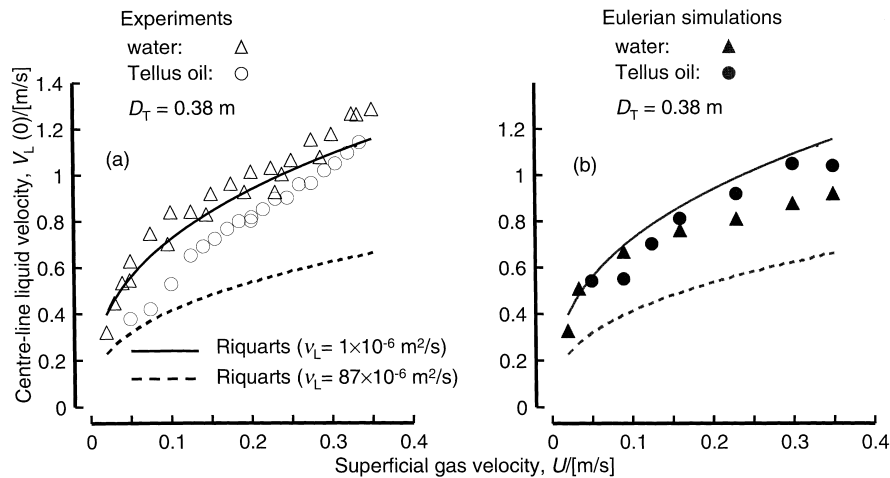 Experiments
water: △
Tellus oil: ○
D_T = 0.38 m
(a)
1.4
1.2
1
0.8
0.6
0.4
0.2
0
Centre-line liquid velocity, V_L (0)/[m/s]
Riquarts (ν_L= 1×10⁻⁶ m²/s)
Riquarts (ν_L= 87×10⁻⁶ m²/s)
0 0.1 0.2 0.3 0.4
Eulerian simulations
water: ▲
Tellus oil: ●
D_T = 0.38 m
(b)
1.2
1
0.8
0.6
0.4
0.2
0
0 0.1 0.2 0.3 0.4
Superficial gas velocity, U/[m/s]